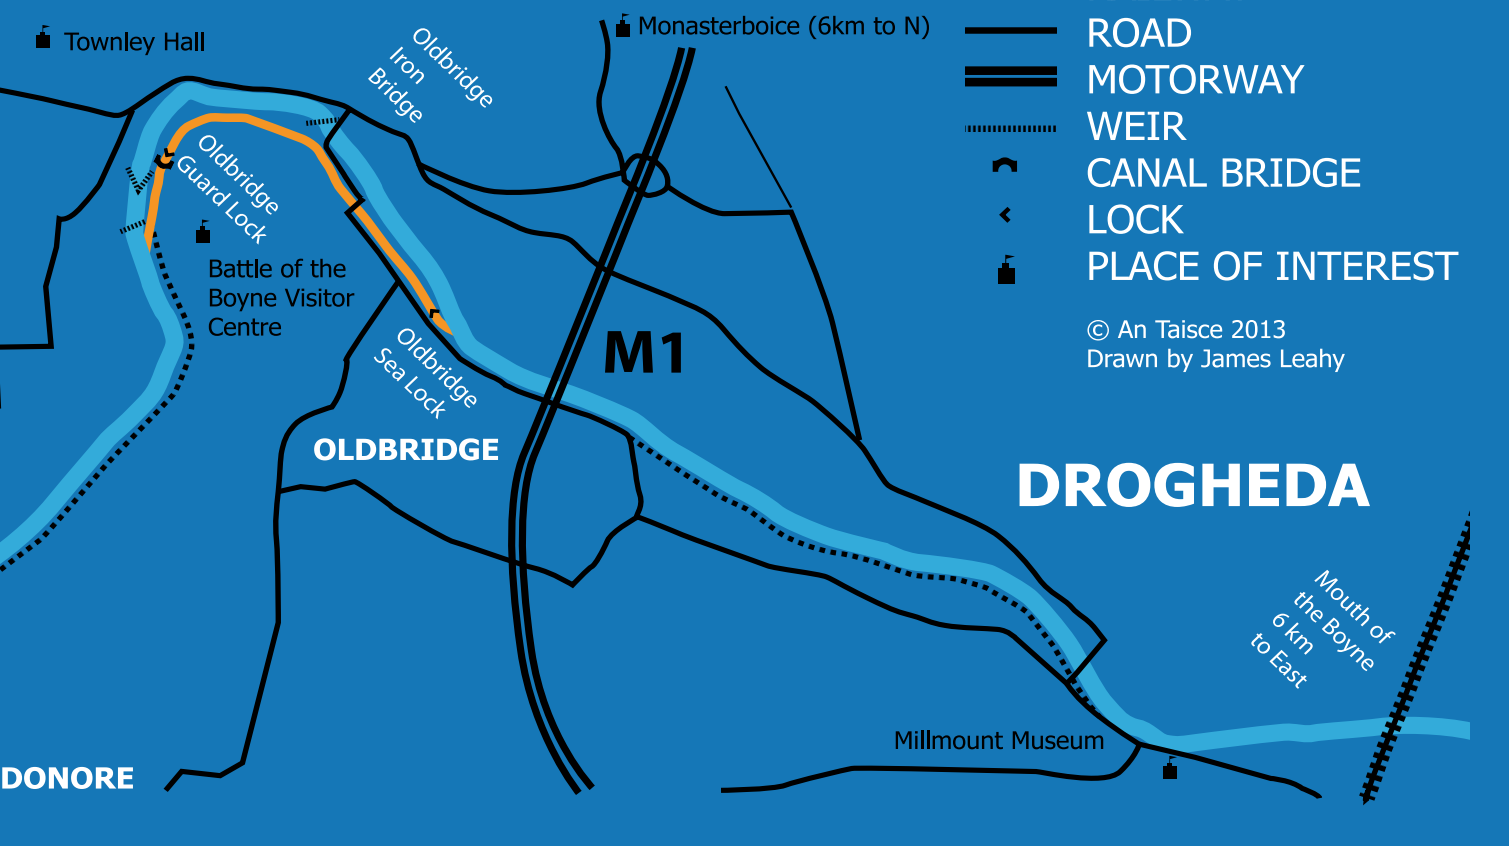 Townley Hall
Oldbridge
Iron
Bridge
Monasterboice (6km to N)
ROAD
MOTORWAY
WEIR
CANAL BRIDGE
LOCK
PLACE OF INTEREST
© An Taisce 2013
Drawn by James Leahy
Oldbridge
Guard Lock
Battle of the
Boyne Visitor
Centre
M1
Oldbridge
Sea Lock
OLDBRIDGE
DROGHEDA
Mouth of
the Boyne
6 km
to East
Millmount Museum
DONORE